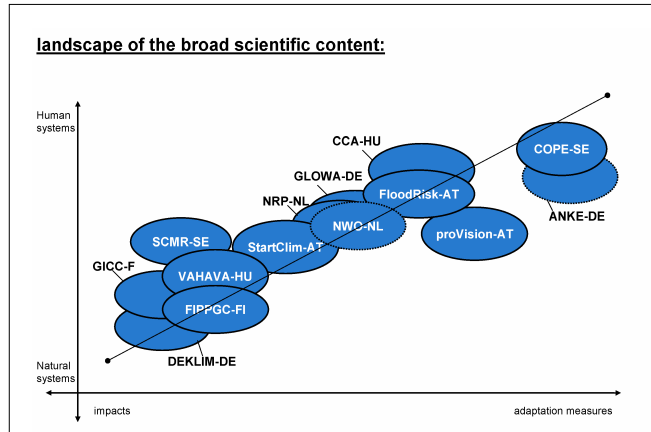 landscape of the broad scientific content:
Human
systems
CCA-HU
COPE-SE
GLOWA-DE
NRP-NL
FloodRisk-AT
ANKE-DE
NWO-NL
proVision-AT
SCMR-SE
StartClim-AT
GICC-F
VAHAVA-HU
FIPPGC-FI
DEKLIM-DE
Natural
systems
impacts
adaptation measures